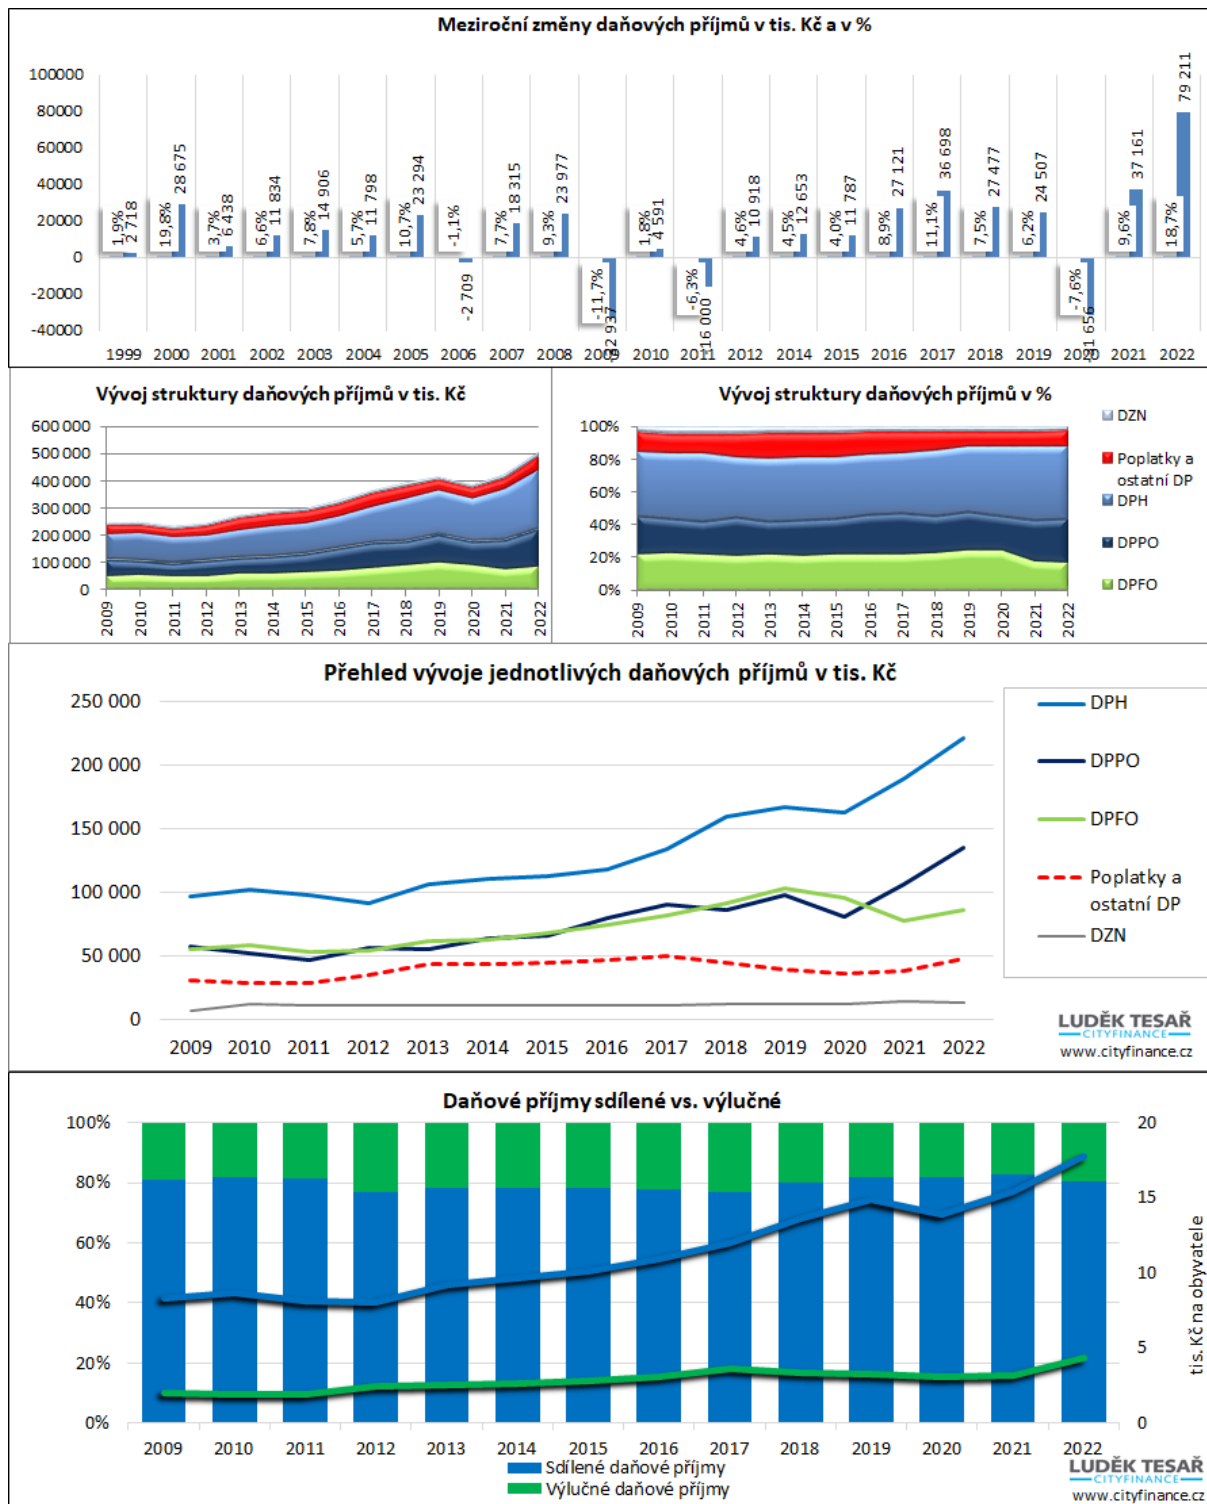 Meziroční změny daňových příjmů v tis. Kč a v %
100000
80000
60000
40000
20000
0
-20000
-40000
1,9% 2 718
19,8% 28 675
3,7% 6 438
6,6% 11 834
7,8% 14 906
5,7% 11 798
10,7% 23 294
-1,1% -2 709
7,7% 18 315
9,3% 23 977
-11,7% -32 937
1,8% 4 591
-6,3% -16 000
4,6% 10 918
4,5% 12 653
4,0% 11 787
8,9% 27 121
11,1% 36 698
7,5% 27 477
6,2% 24 507
-7,6% -31 656
9,6% 37 161
18,7% 79 211
1999 2000 2001 2002 2003 2004 2005 2006 2007 2008 2009 2010 2011 2012 2014 2015 2016 2017 2018 2019 2020 2021 2022
Vývoj struktury daňových příjmů v tis. Kč
600 000
500 000
400 000
300 000
200 000
100 000
0
2009 2010 2011 2012 2013 2014 2015 2016 2017 2018 2019 2020 2021 2022
Vývoj struktury daňových příjmů v %
100%
80%
60%
40%
20%
0%
2009 2010 2011 2012 2013 2014 2015 2016 2017 2018 2019 2020 2021 2022
DZN
Poplatky a
ostatní DP
DPH
DPPO
DPFO
Přehled vývoje jednotlivých daňových příjmů v tis. Kč
250 000
200 000
150 000
100 000
50 000
0
2009 2010 2011 2012 2013 2014 2015 2016 2017 2018 2019 2020 2021 2022
DPH
DPPO
DPFO
Poplatky a
ostatní DP
DZN
LUDĚK TESAŘ
CITYFINANCE
www.cityfinance.cz
Daňové příjmy sdílené vs. výlučné
100%
80%
60%
40%
20%
0%
20
15
10
5
0
tis. Kč na obyvatele
2009 2010 2011 2012 2013 2014 2015 2016 2017 2018 2019 2020 2021 2022
Sdílené daňové příjmy
Výlučné daňové příjmy
LUDĚK TESAŘ
CITYFINANCE
www.cityfinance.cz